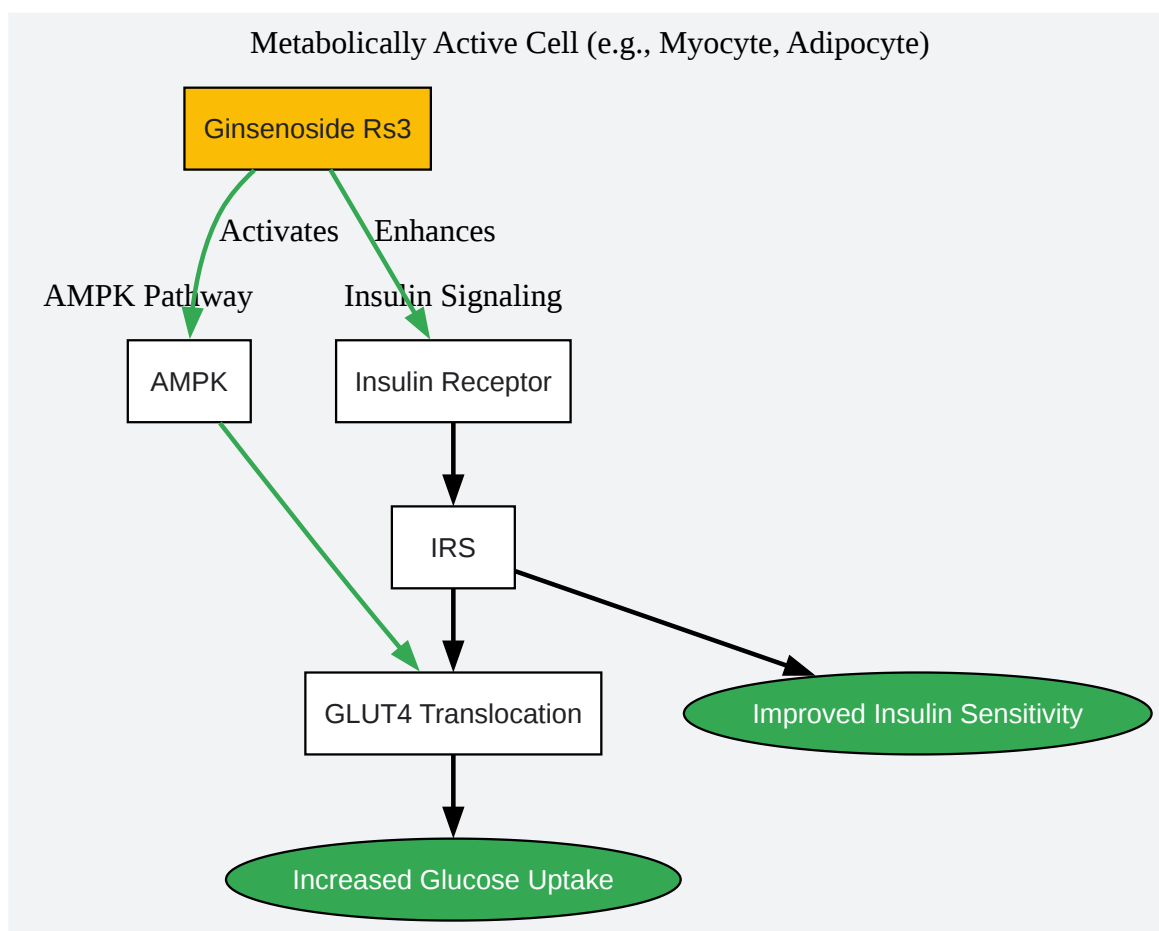 Metabolically Active Cell (e.g., Myocyte, Adipocyte)
Ginsenoside Rs3
Activates
Enhances
AMPK Pathway
Insulin Signaling
AMPK
Insulin Receptor
IRS
GLUT4 Translocation
Improved Insulin Sensitivity
Increased Glucose Uptake